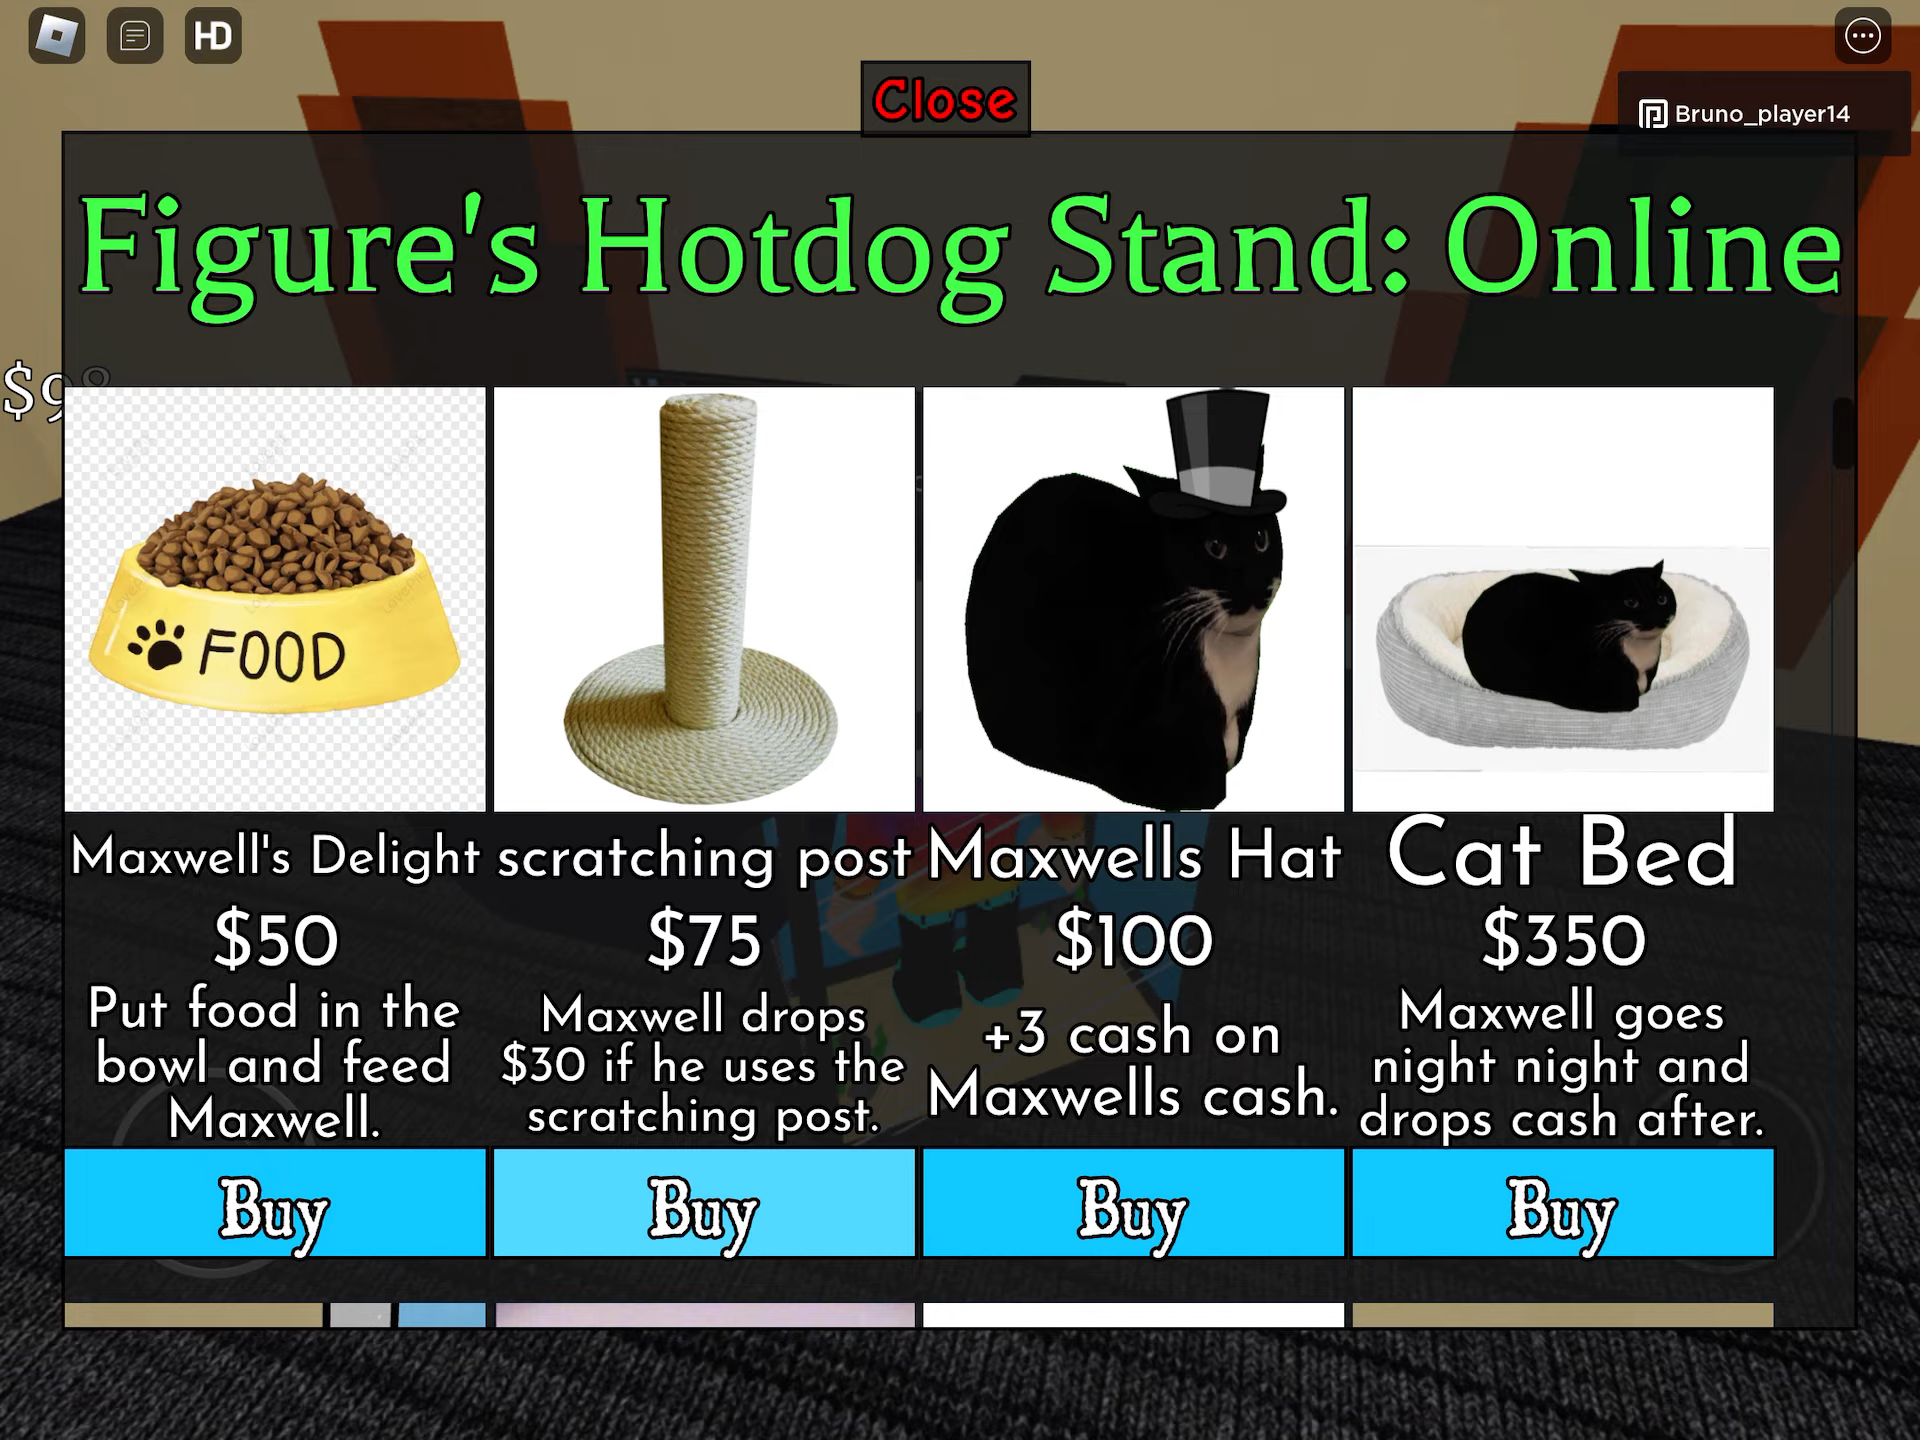 HD
Close
Bruno_player14
Figure's Hotdog Stand: Online
$98
FOOD
Maxwell's Delight
$50
Put food in the
bowl and feed
Maxwell.
Buy
scratching post
$75
Maxwell drops
$30 if he uses the
scratching post.
Buy
Maxwells Hat
$100
+3 cash on
Maxwells cash.
Buy
Cat Bed
$350
Maxwell goes
night night and
drops cash after.
Buy